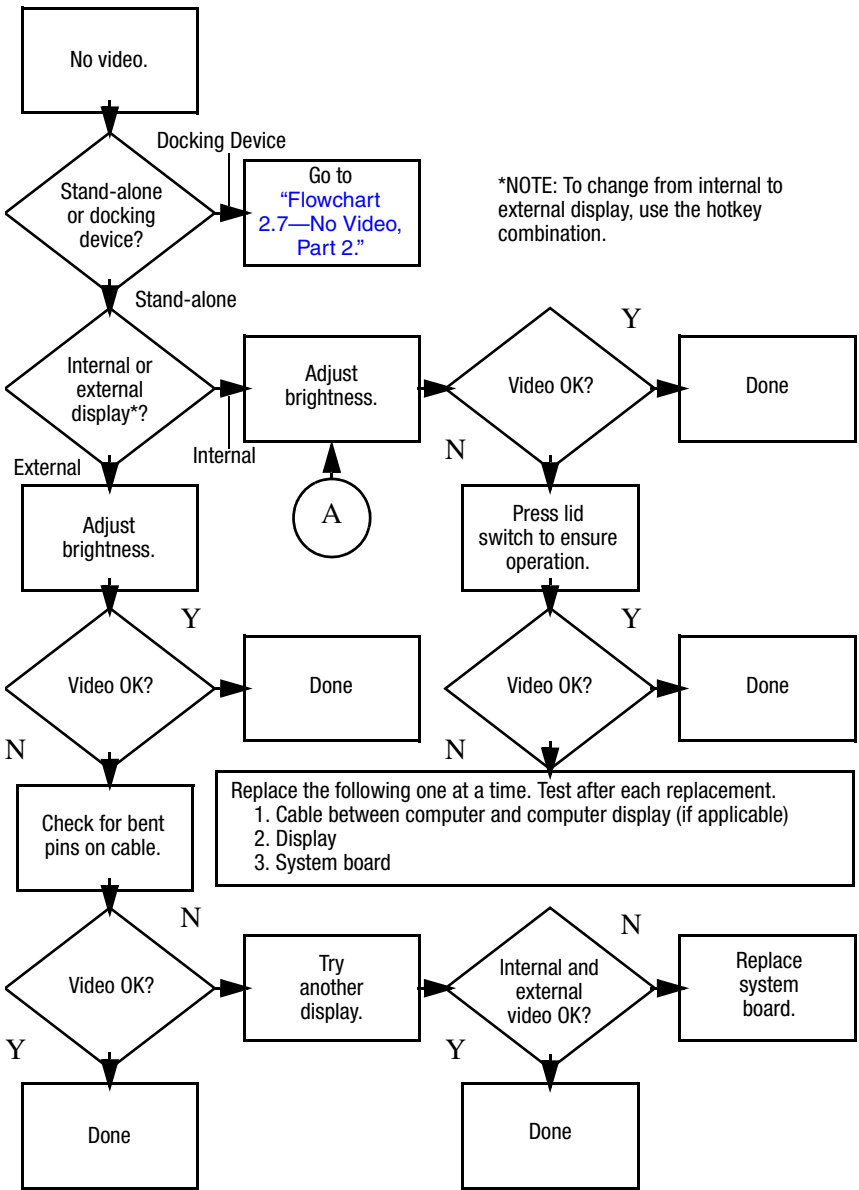 No video.
Docking Device
Stand-alone
or docking
device?
Go to
“Flowchart
2.7—No Video,
Part 2.”
*NOTE: To change from internal to
external display, use the hotkey
combination.
Stand-alone
Internal or
external
display*?
Internal
External
Adjust
brightness.
A
Video OK?
Y
Done
N
Press lid
switch to ensure
operation.
Adjust
brightness.
Video OK?
Y
Done
N
Video OK?
Y
Done
N
Replace the following one at a time. Test after each replacement.
1. Cable between computer and computer display (if applicable)
2. Display
3. System board
Check for bent
pins on cable.
Video OK?
N
Try
another
display.
Internal and
external
video OK?
N
Replace
system
board.
Y
Done
Y
Done